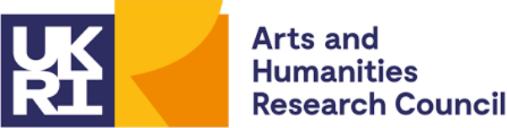 UK
RI
Arts and
Humanities
Research Council